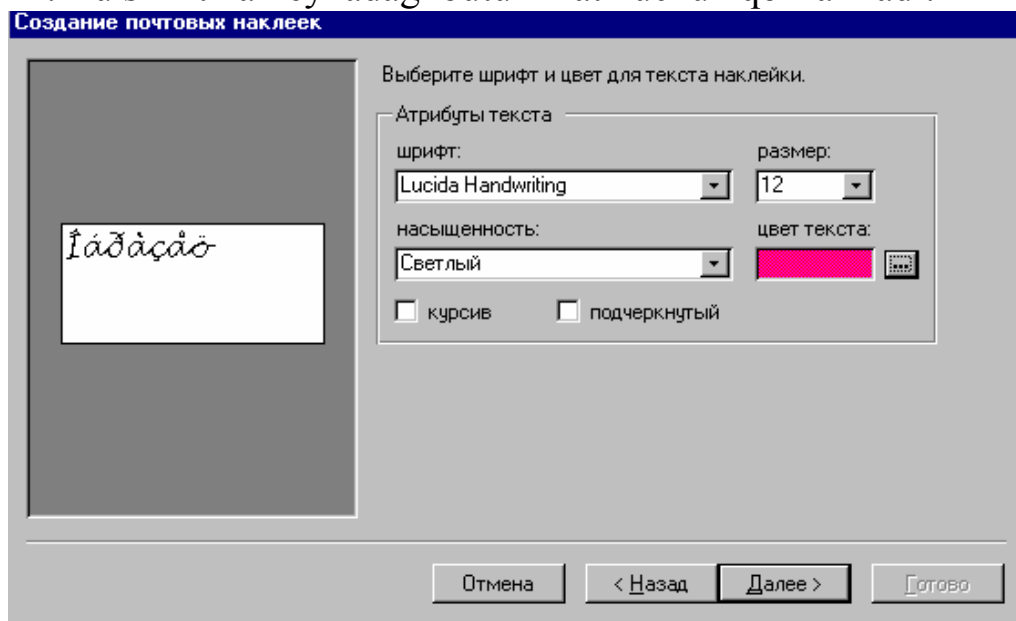 Создание почтовых наклеек
Выберите шрифт и цвет для текста наклейки.
Атрибуты текста
шрифт: размер:
Lucida Handwriting 12
Îáðàçåö
насыщенность: цвет текста:
Светлый ...
курсив подчеркнутый
Отмена < Назад Далее > Готово